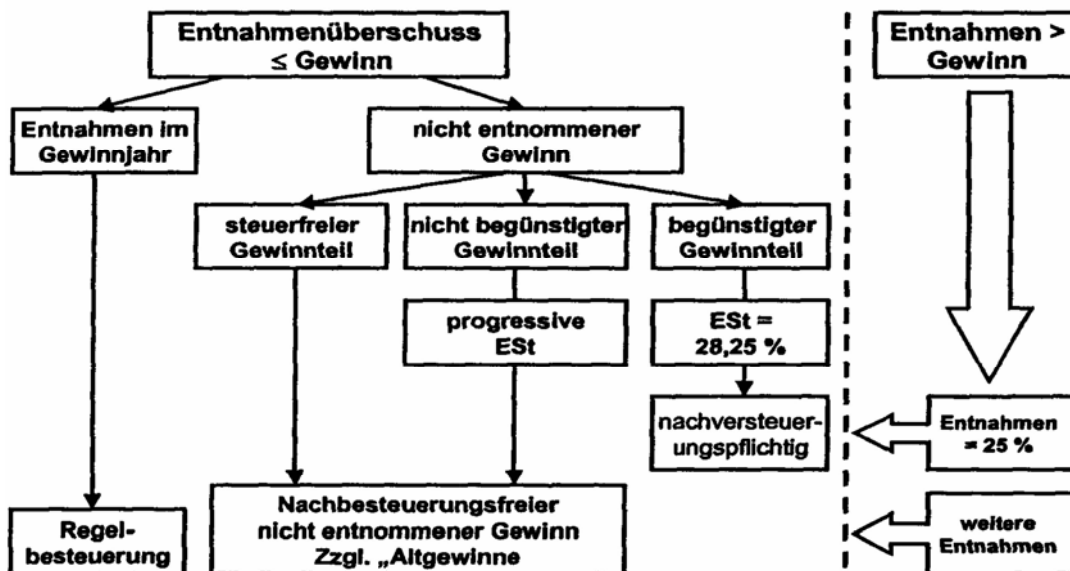 Entnahmenüberschuss
≤ Gewinn
Entnahmen >
Gewinn
Entnahmen im
Gewinnjahr
nicht entnommener
Gewinn
steuerfreier
Gewinnteil
nicht begünstigter
Gewinnteil
begünstigter
Gewinnteil
progressive
ESt
ESt =
28,25 %
nachversteuer-
ungspflichtig
Entnahmen
= 25 %
Regel-
besteuerung
Nachbesteuerungsfreier
nicht entnommener Gewinn
Zzgl. „Altgewinne
weitere
Entnahmen